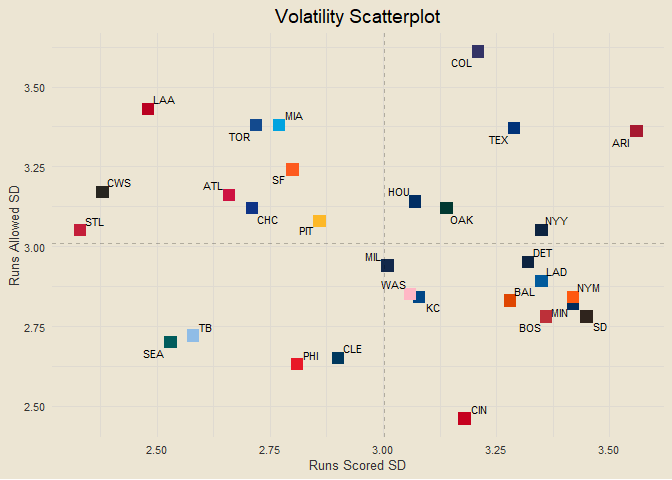 Volatility Scatterplot
COL
3.50
LAA
MIA
TOR
TEX
ARI
3.25
SF
CWS
ATL
HOU
STL
CHC
PIT
OAK
NYY
3.00
Runs Allowed SD
MIL
DET
LAD
WAS
BAL
NYM
KC
MIN
BOS
SD
2.75
TB
SEA
PHI
CLE
2.50
CIN
2.50
2.75
3.00
3.25
3.50
Runs Scored SD